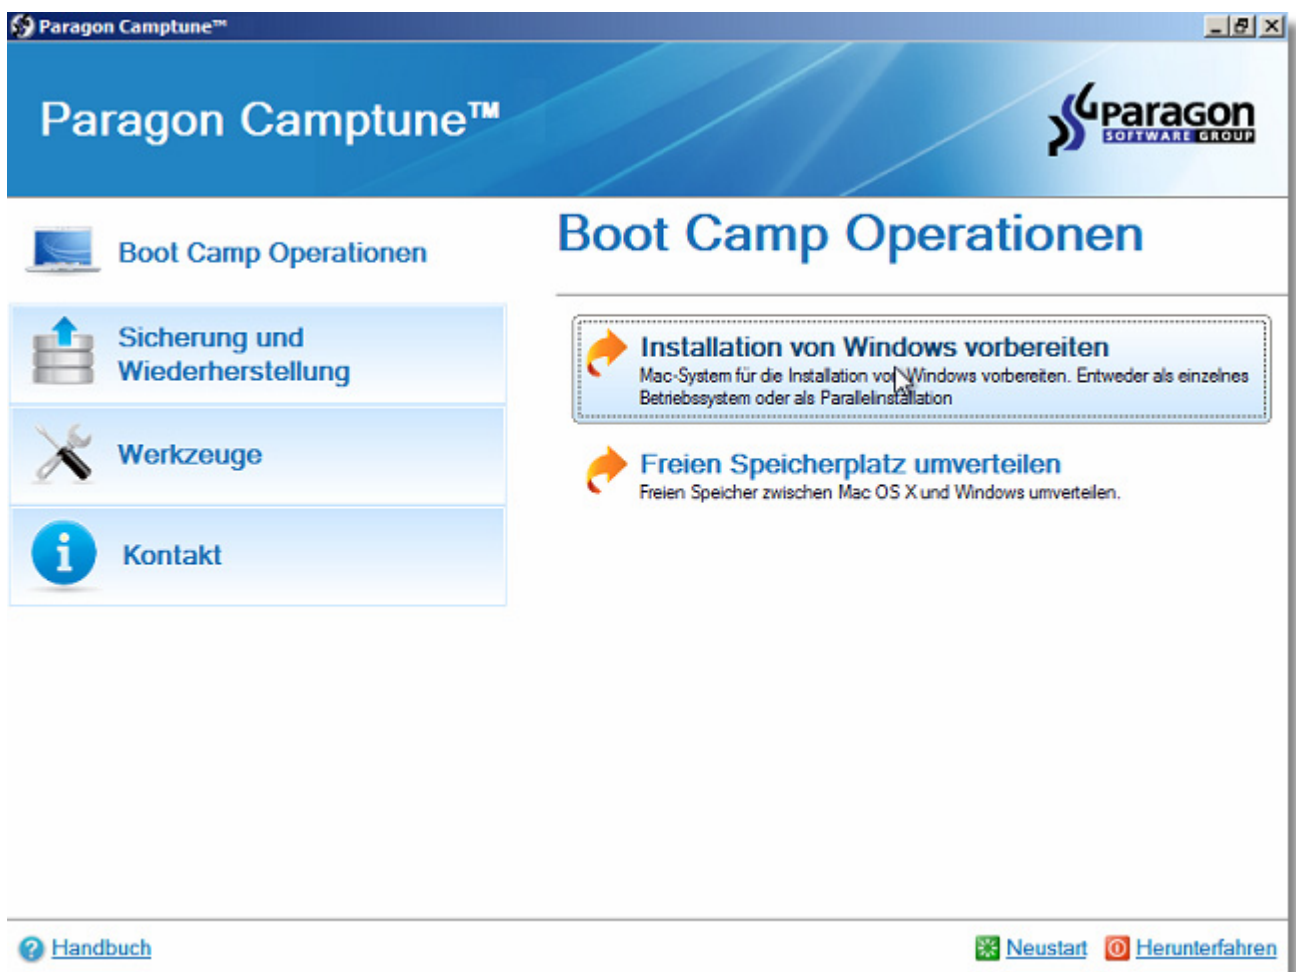 Paragon Camptune™
Paragon Camptune™
Paragon
SOFTWARE GROUP
Boot Camp Operationen
Sicherung und
Wiederherstellung
Werkzeuge
Kontakt
Boot Camp Operationen
Installation von Windows vorbereiten
Mac-System für die Installation von Windows vorbereiten. Entweder als einzelnes
Betriebssystem oder als Parallelinstallation
Freien Speicherplatz umverteilen
Freien Speicher zwischen Mac OS X und Windows umverteilen.
Handbuch
Neustart
Herunterfahren